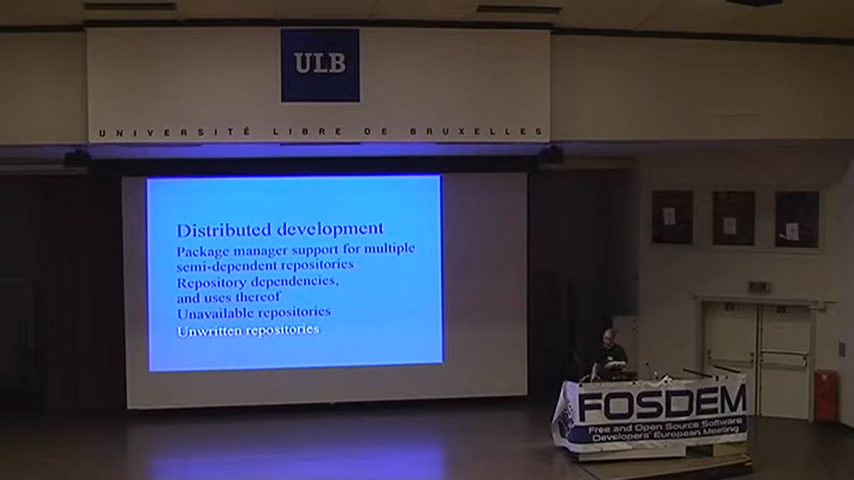 ULB
UNIVERSITÉ LIBRE DE BRUXELLES
Distributed development
Package manager support for multiple
semi-dependent repositories
Repository dependencies,
and uses thereof
Unavailable repositories
Unwritten repositories
FOSDEM
Free and Open Source Software
Developers' European Meeting